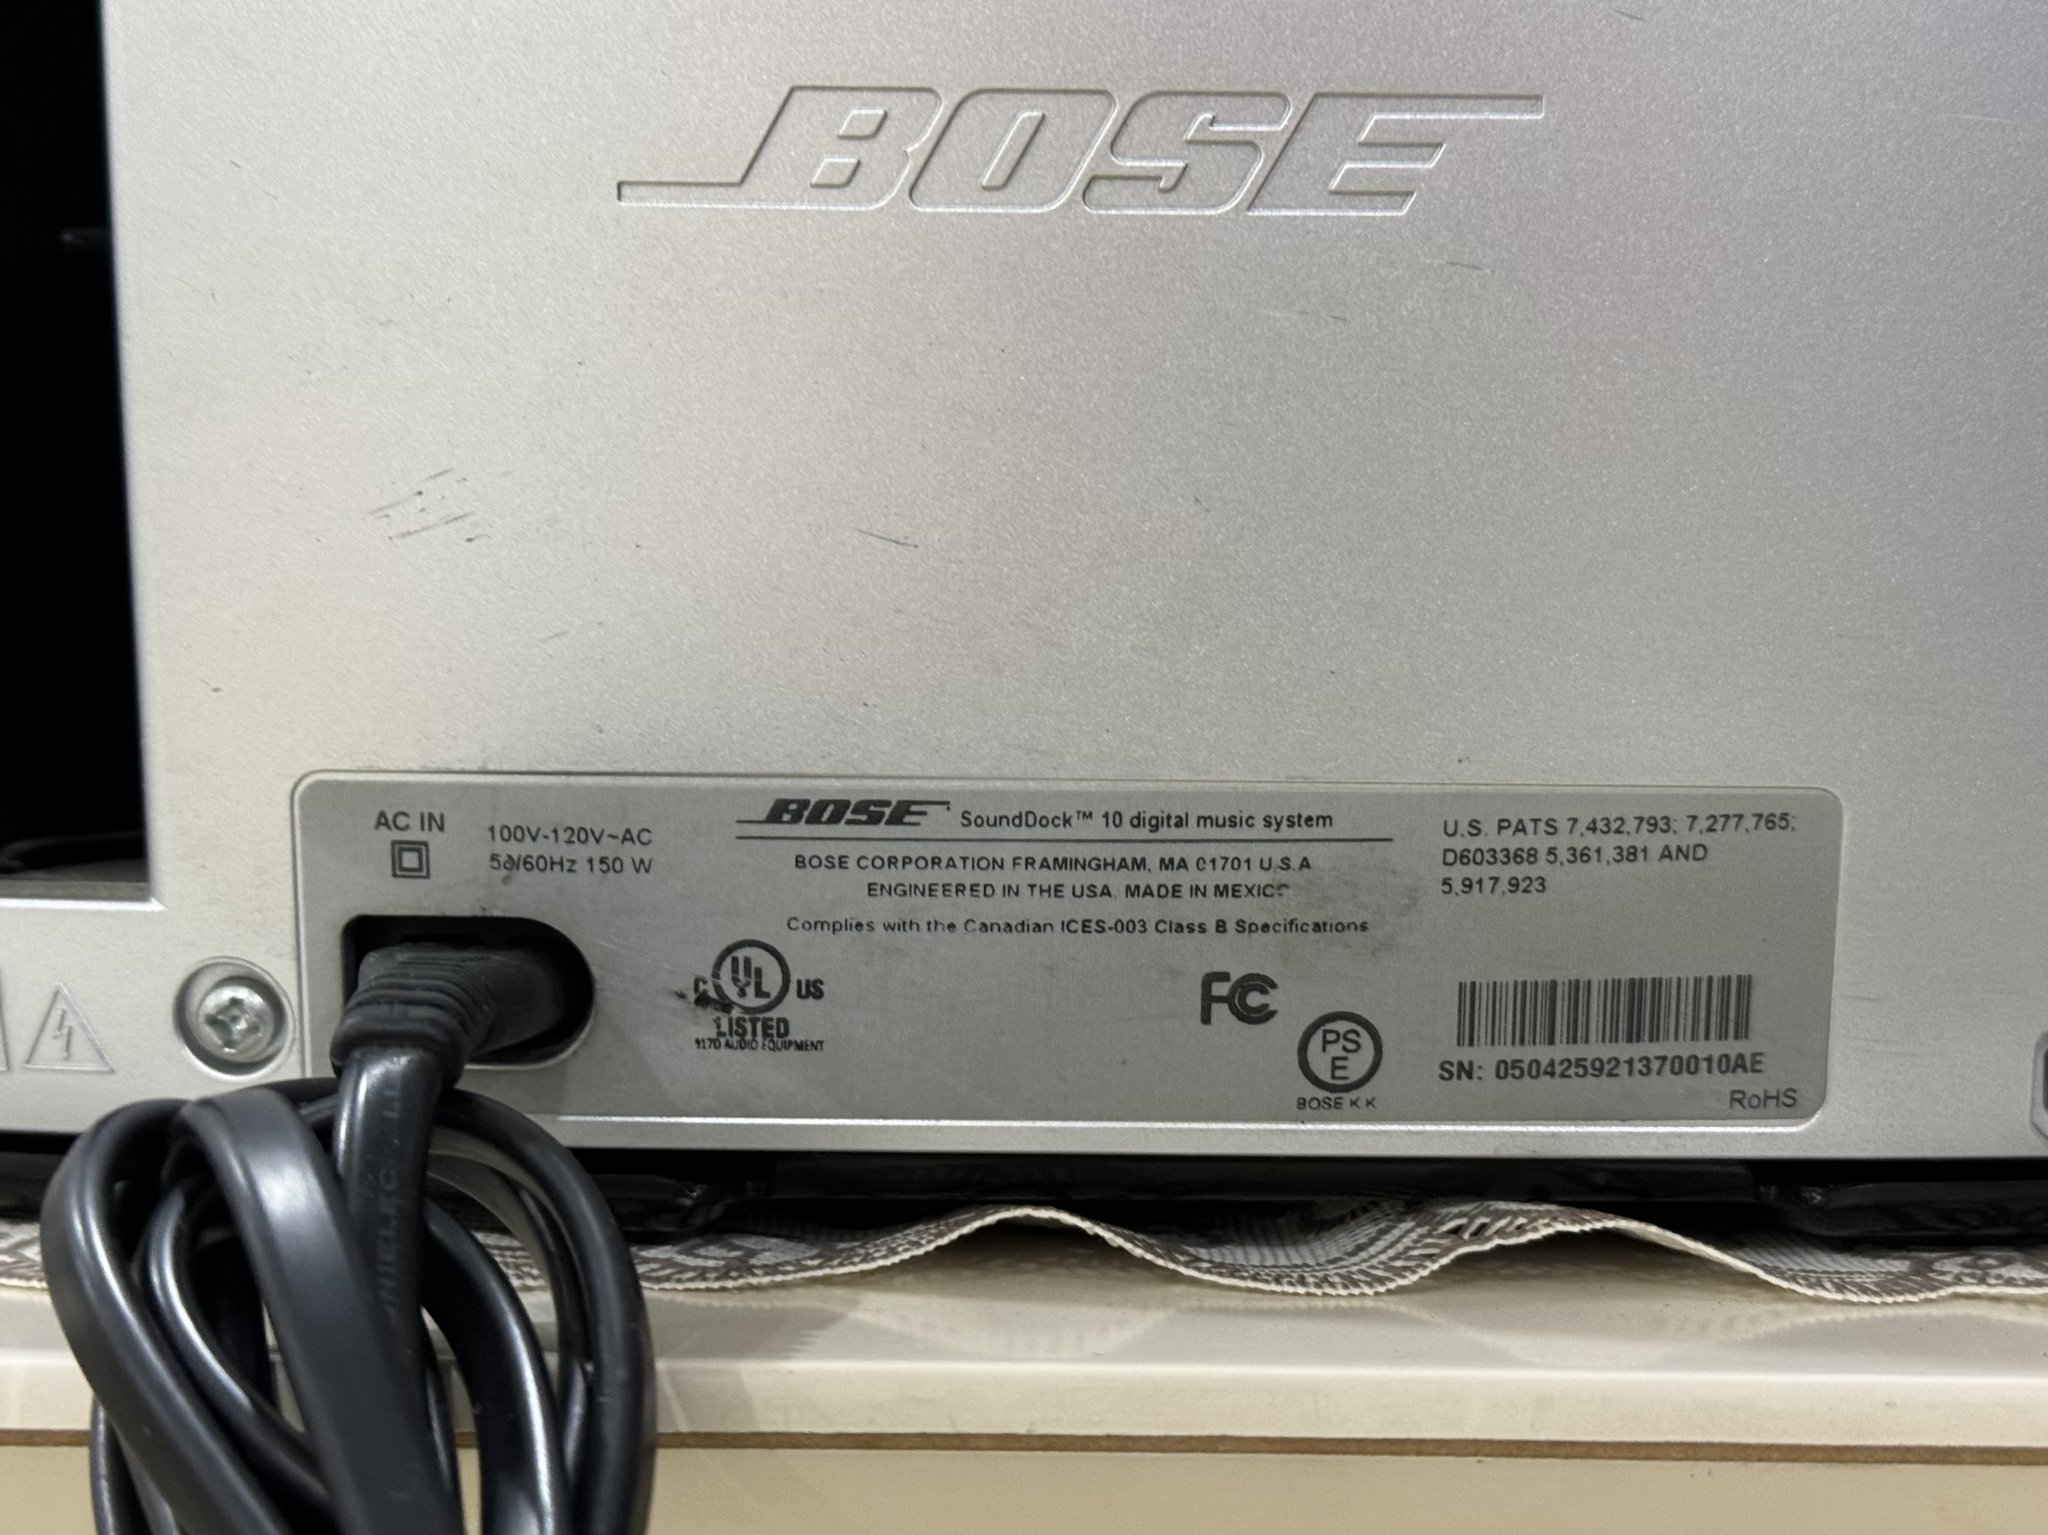 BOSE
AC IN
100V-120V~AC
50/60Hz 150 W
BOSE SoundDock™ 10 digital music system
BOSE CORPORATION FRAMINGHAM, MA 01701 U.S.A
ENGINEERED IN THE USA. MADE IN MEXICO
Complies with the Canadian ICES-003 Class B Specifications
C UL US
LISTED
917D AUDIO EQUIPMENT
FC
PS
E
BOSE K K
U.S. PATS 7,432,793; 7,277,765;
D603368 5,361,381 AND
5,917,923
SN: 050425921370010AE
RoHS